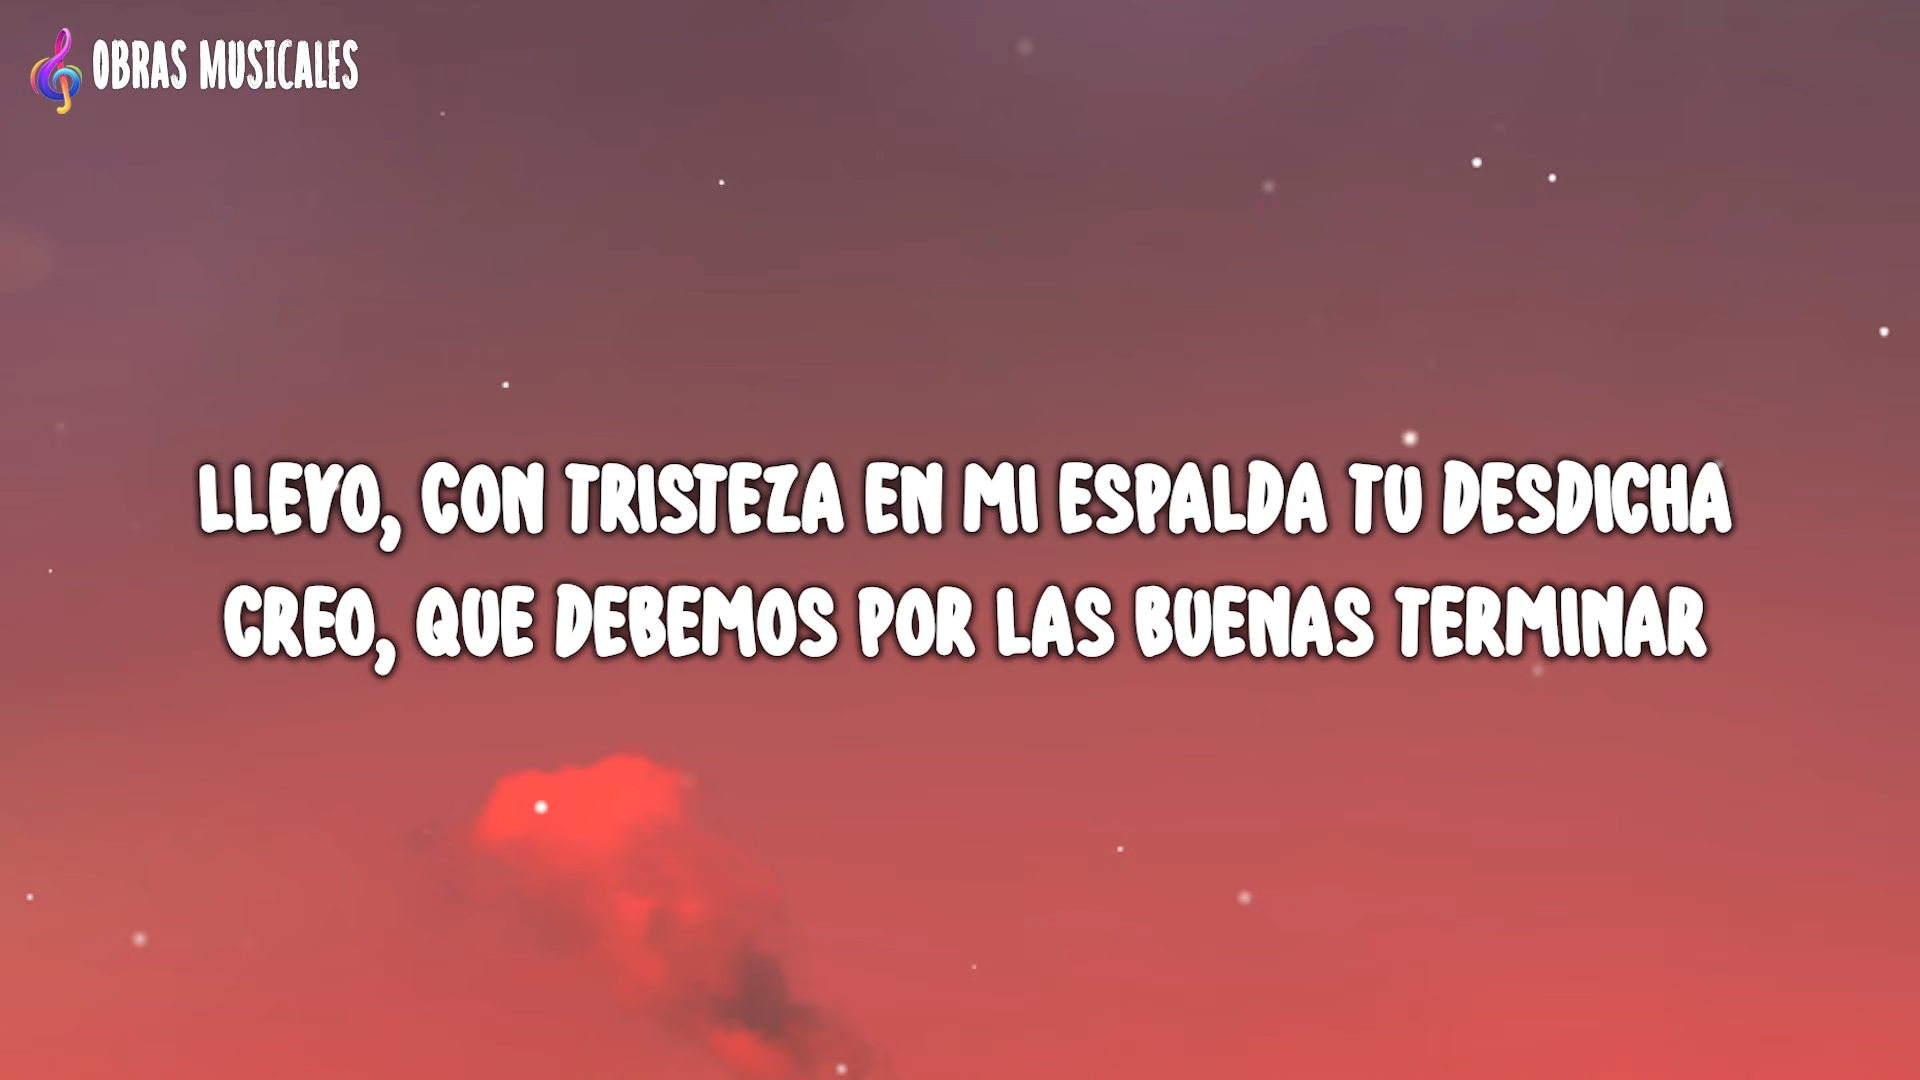 OBRAS MUSICALES
LLEVO, CON TRISTEZA EN MI ESPALDA TU DESDICHA
CREO, QUE DEBEMOS POR LAS BUENAS TERMINAR